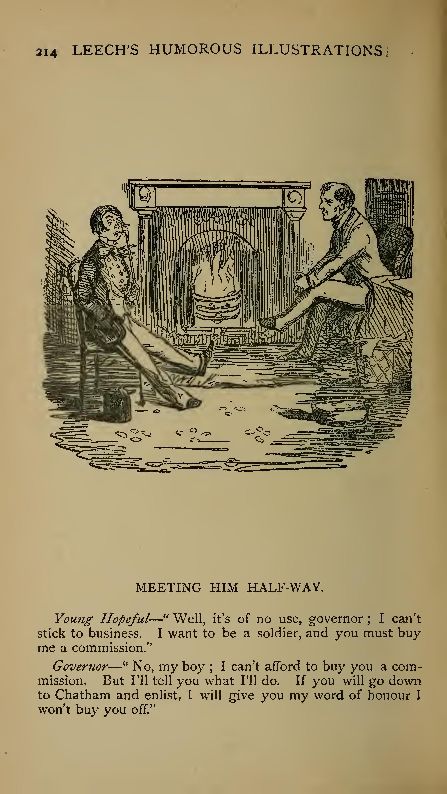 214 LEECH'S HUMOROUS ILLUSTRATIONS;
MEETING HIM HALF-WAY.
Young Hopeful—"Well, it's of no use, governor; I can't
stick to business. I want to be a soldier, and you must buy
me a commission."
Governor—"No, my boy; I can't afford to buy you a com-
mission. But I'll tell you what I'll do. If you will go down
to Chatham and enlist, I will give you my word of honour I
won't buy you off."